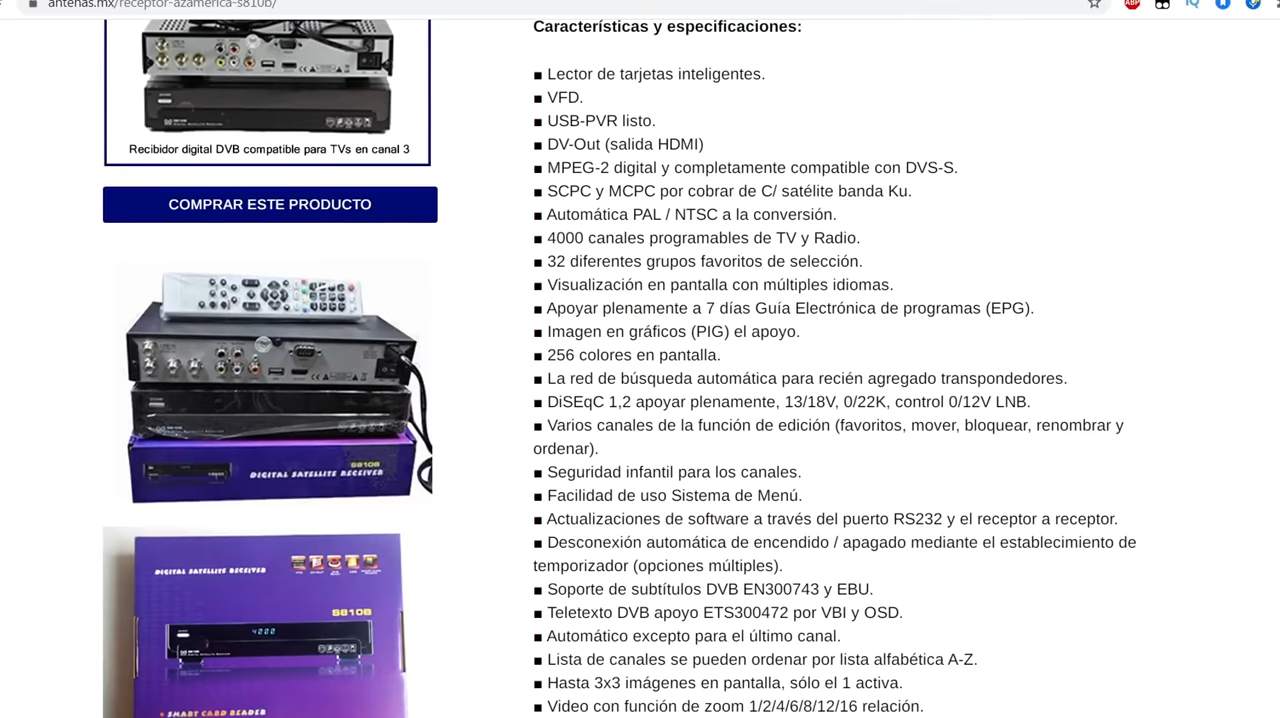 antenas.mx/receptor-azamerica-s810b/
Recibidor digital DVB compatible para TVs en canal 3
COMPRAR ESTE PRODUCTO
S810B
DIGITAL SATELLITE RECEIVER
DIGITAL SATELLITE RECEIVER
S810B
4000
SMART CARD READER
Características y especificaciones:
■ Lector de tarjetas inteligentes.
■ VFD.
■ USB-PVR listo.
■ DV-Out (salida HDMI)
■ MPEG-2 digital y completamente compatible con DVS-S.
■ SCPC y MCPC por cobrar de C/ satélite banda Ku.
■ Automática PAL / NTSC a la conversión.
■ 4000 canales programables de TV y Radio.
■ 32 diferentes grupos favoritos de selección.
■ Visualización en pantalla con múltiples idiomas.
■ Apoyar plenamente a 7 días Guía Electrónica de programas (EPG).
■ Imagen en gráficos (PIG) el apoyo.
■ 256 colores en pantalla.
■ La red de búsqueda automática para recién agregado transpondedores.
■ DiSEqC 1,2 apoyar plenamente, 13/18V, 0/22K, control 0/12V LNB.
■ Varios canales de la función de edición (favoritos, mover, bloquear, renombrar y
ordenar).
■ Seguridad infantil para los canales.
■ Facilidad de uso Sistema de Menú.
■ Actualizaciones de software a través del puerto RS232 y el receptor a receptor.
■ Desconexión automática de encendido / apagado mediante el establecimiento de
temporizador (opciones múltiples).
■ Soporte de subtítulos DVB EN300743 y EBU.
■ Teletexto DVB apoyo ETS300472 por VBI y OSD.
■ Automático excepto para el último canal.
■ Lista de canales se pueden ordenar por lista alfabética A-Z.
■ Hasta 3x3 imágenes en pantalla, sólo el 1 activa.
■ Video con función de zoom 1/2/4/6/8/12/16 relación.